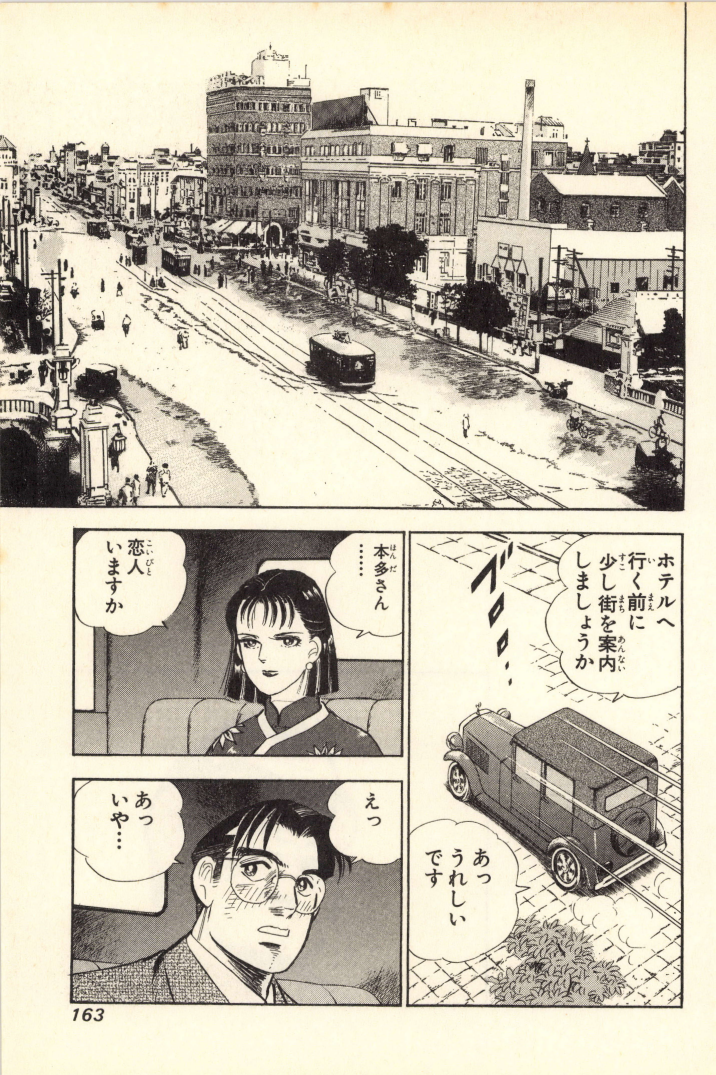 ホテルへ
行く前に
少し街を案内
しましょうか
ブロロ…
あっ
うれしい
です
本多さん
……
恋人
いますか
えっ
あっ
いや…
163